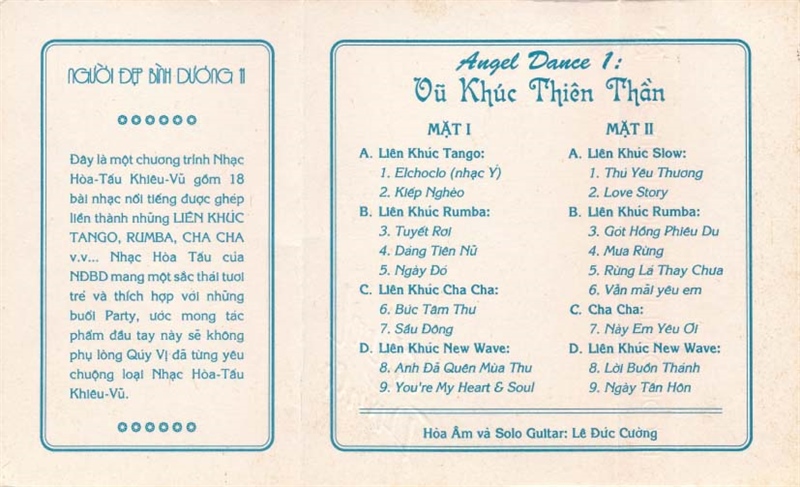 NGƯỜI ĐẸP BÌNH DƯƠNG 11
Đây là một chương trình Nhạc
Hòa-Tấu Khiêu-Vũ gồm 18
bài nhạc nổi tiếng được ghép
liền thành những LIÊN KHÚC
TANGO, RUMBA, CHA CHA
v.v... Nhạc Hòa Tấu của
NĐBD mang một sắc thái tươi
trẻ và thích hợp với những
buổi Party, ước mong tác
phẩm đầu tay này sẽ không
phụ lòng Qúy Vị đã từng yêu
chuộng loại Nhạc Hòa-Tấu
Khiêu-Vũ.
Angel Dance 1:
Vũ Khúc Thiên Thần
MẶT I
A. Liên Khúc Tango:
1. Elchoclo (nhạc Ý)
2. Kiếp Nghèo
B. Liên Khúc Rumba:
3. Tuyết Rơi
4. Dáng Tiên Nữ
5. Ngày Đó
C. Liên Khúc Cha Cha:
6. Bức Tâm Thư
7. Sầu Đông
D. Liên Khúc New Wave:
8. Anh Đã Quên Mùa Thu
9. You're My Heart & Soul
MẶT II
A. Liên Khúc Slow:
1. Thú Yêu Thương
2. Love Story
B. Liên Khúc Rumba:
3. Gót Hồng Phiêu Du
4. Mưa Rừng
5. Rừng Lá Thay Chưa
6. Vẫn mãi yêu em
C. Cha Cha:
7. Này Em Yêu Ơi
D. Liên Khúc New Wave:
8. Lời Buồn Thánh
9. Ngày Tân Hôn
Hòa Âm và Solo Guitar: Lê Đức Cường